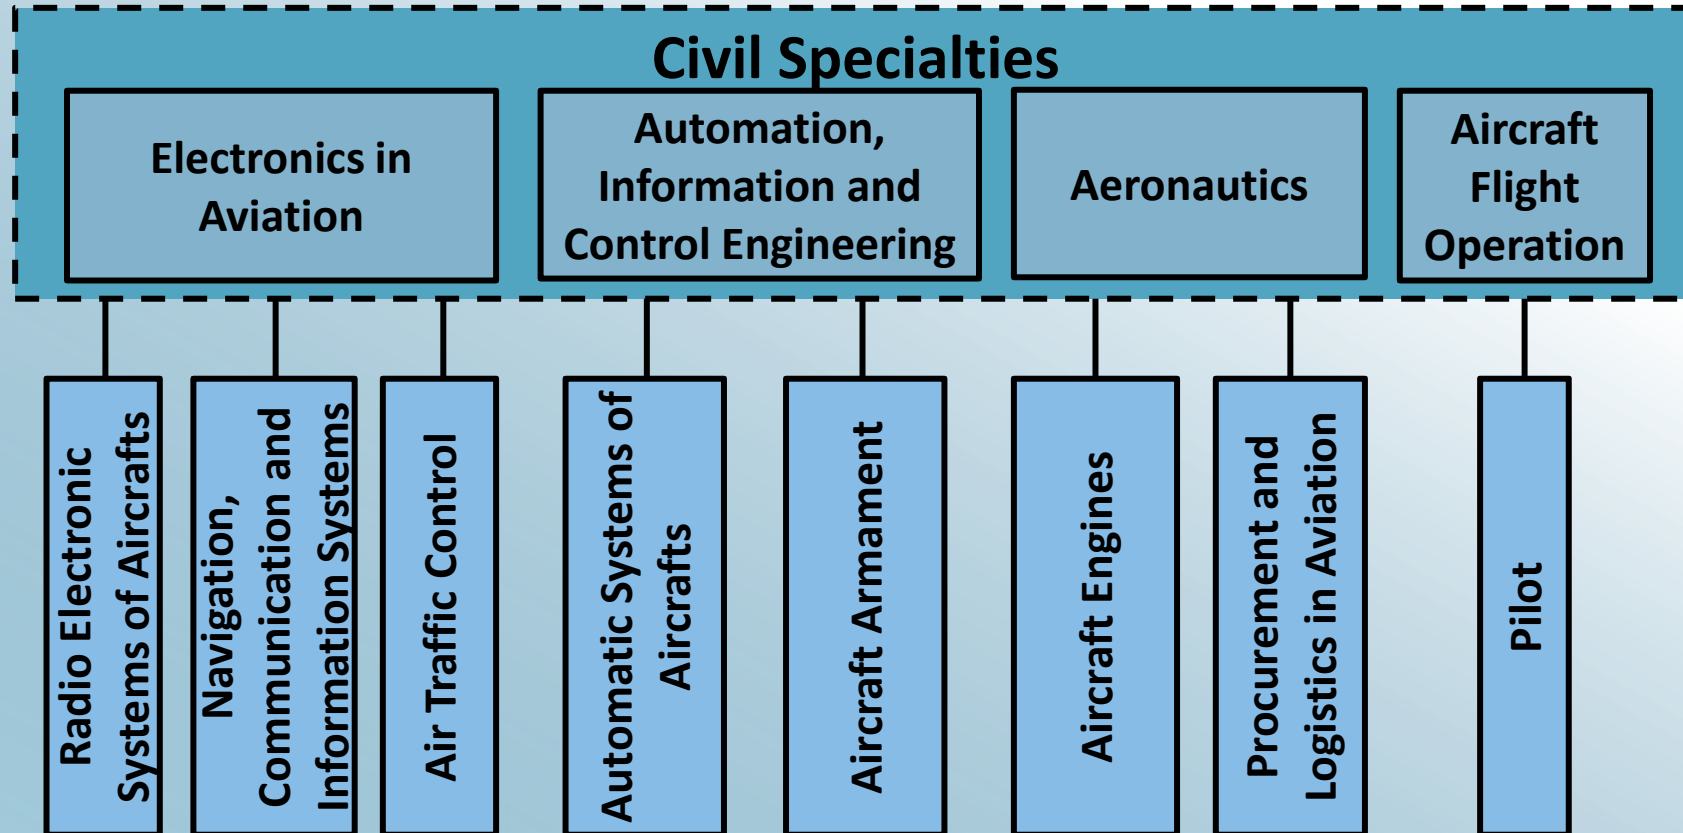 Civil Specialties
Electronics in
Aviation
Automation,
Information and
Control Engineering
Aeronautics
Aircraft
Flight
Operation
Radio Electronic
Systems of Aircrafts
Navigation,
Communication and
Information Systems
Air Traffic Control
Automatic Systems of
Aircrafts
Aircraft Armament
Aircraft Engines
Procurement and
Logistics in Aviation
Pilot